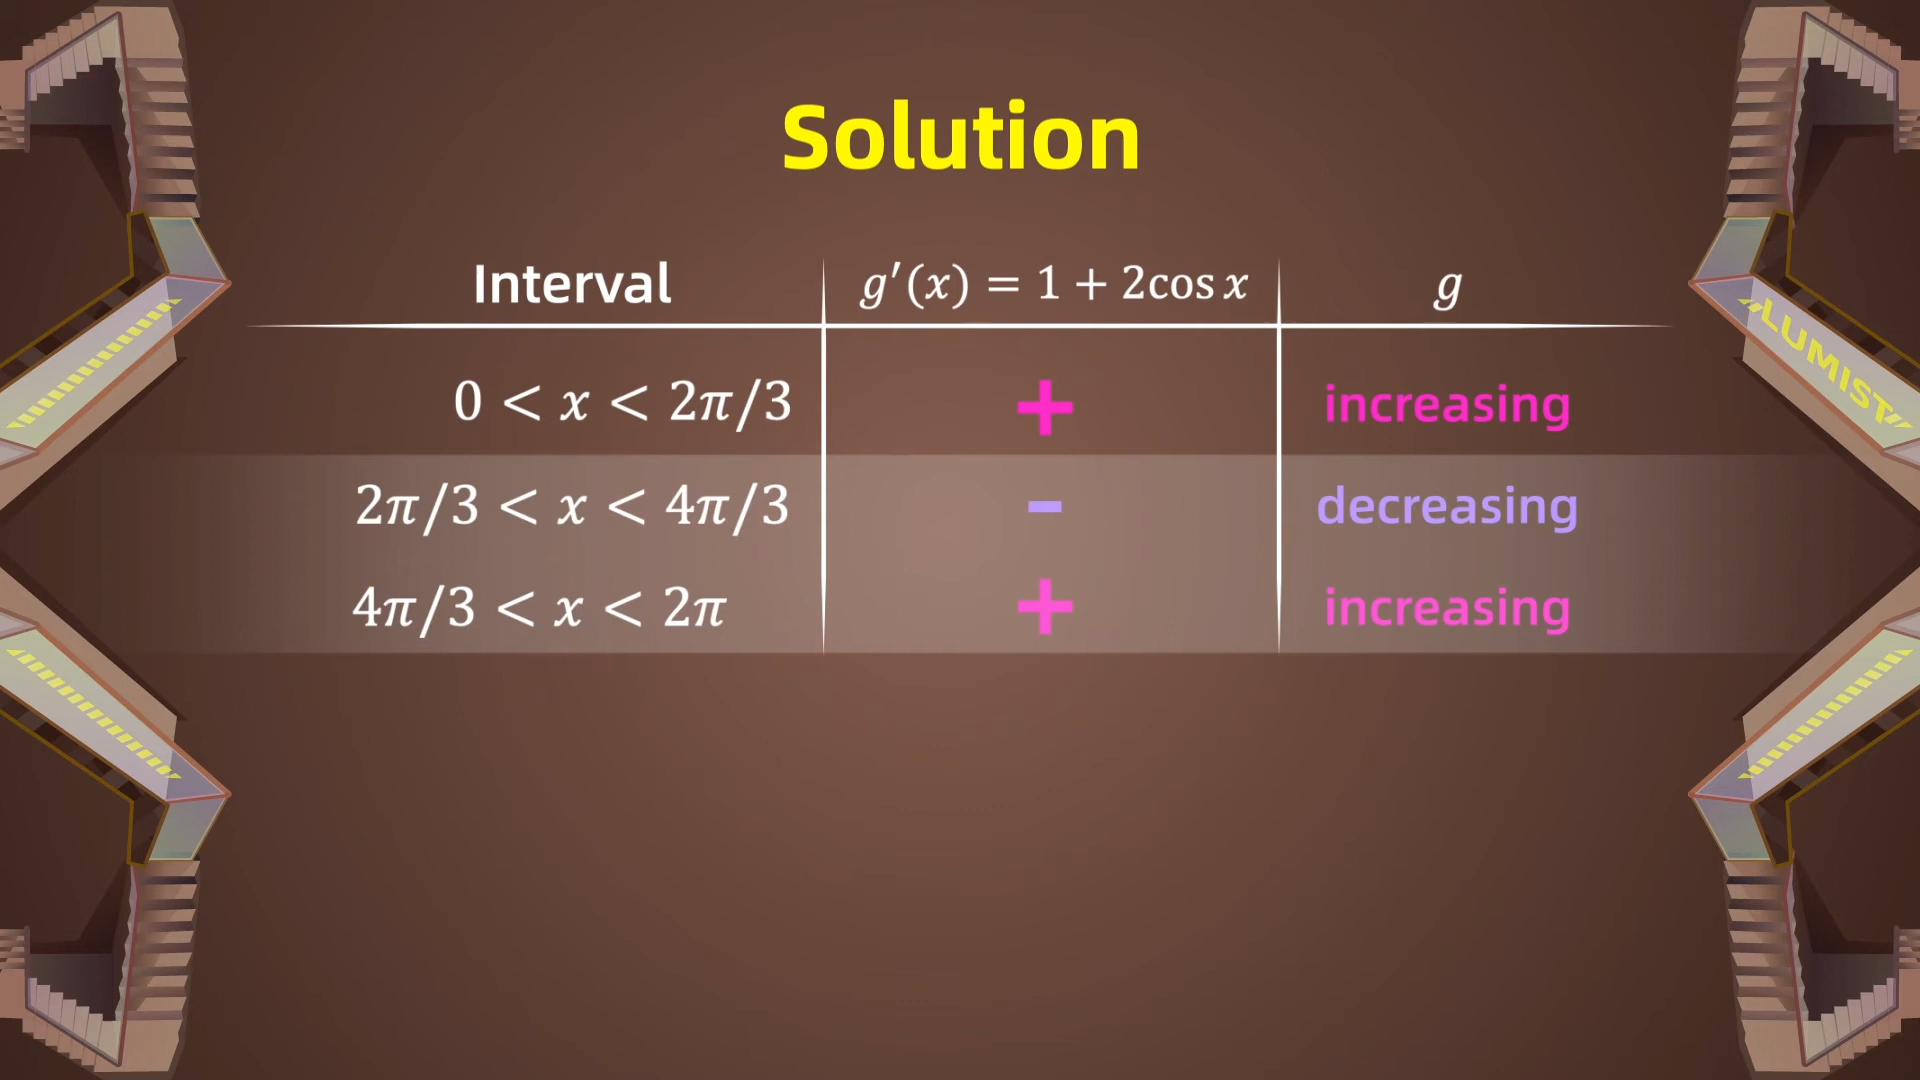 Solution
Interval g′(x) = 1 + 2cos x g
0 < x < 2π/3 + increasing
2π/3 < x < 4π/3 - decreasing
4π/3 < x < 2π + increasing
LUMIST